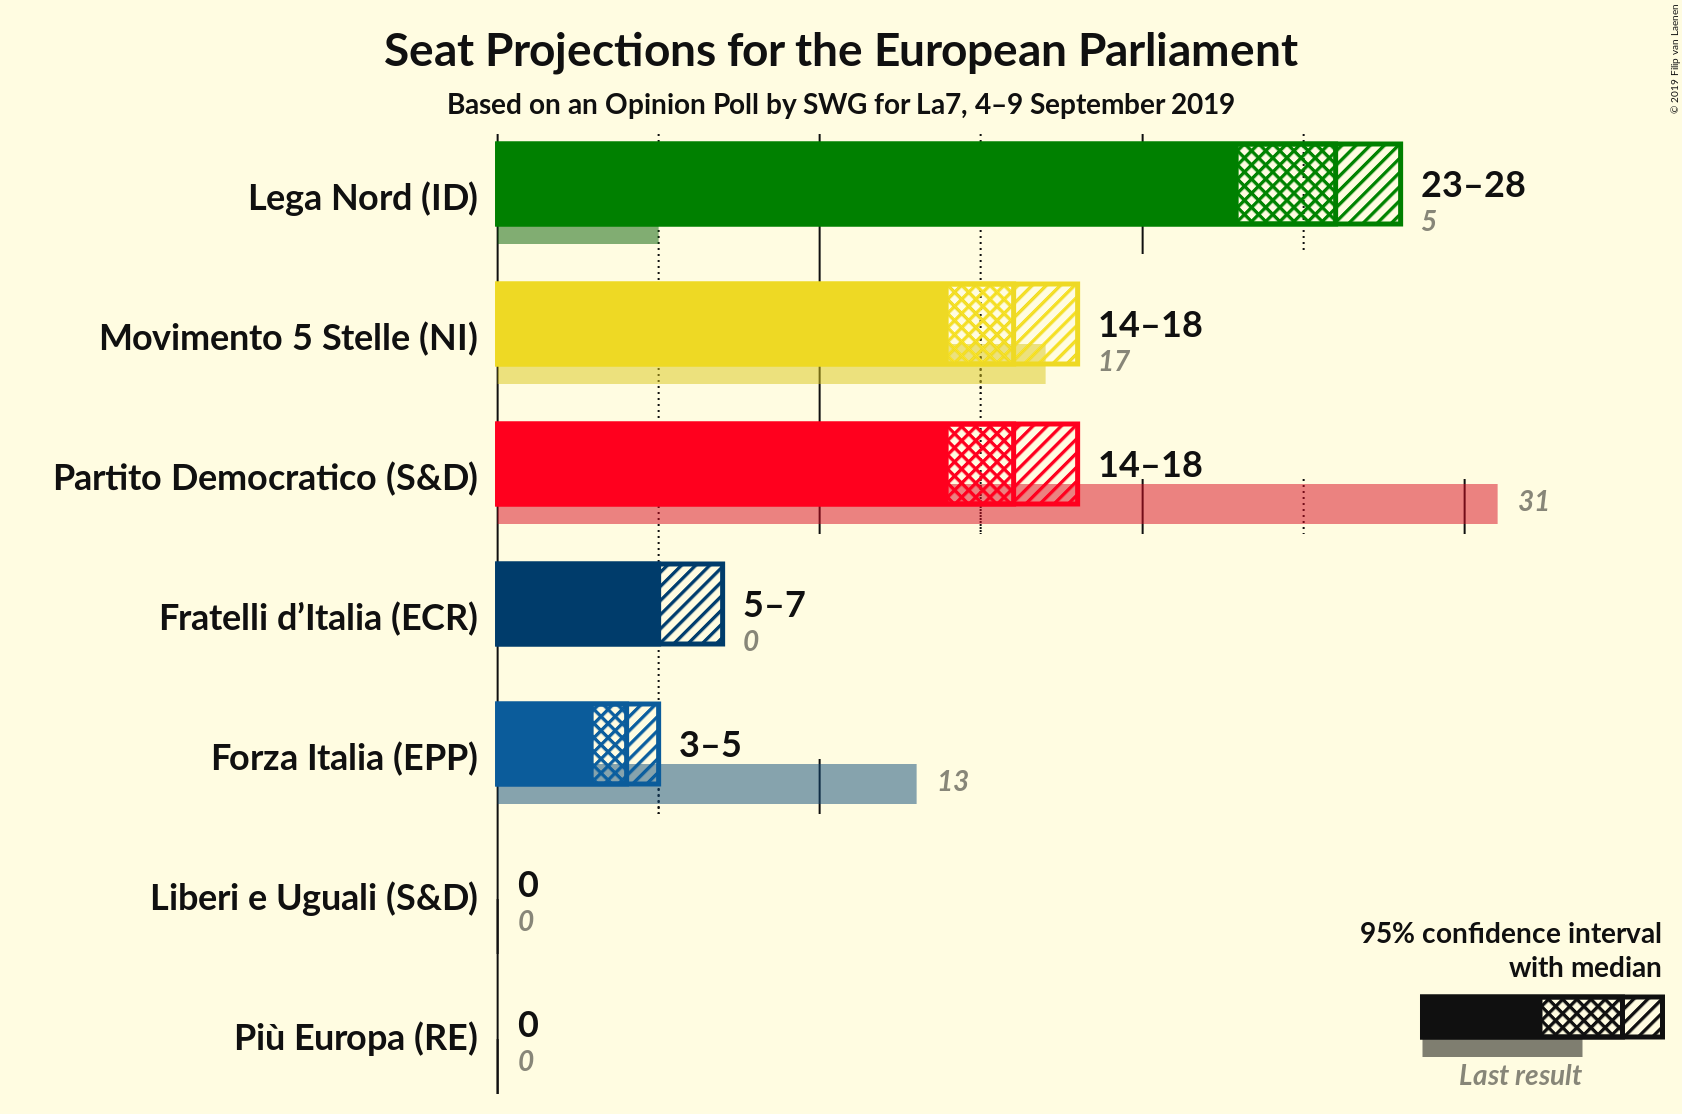 Seat Projections for the European Parliament
Based on an Opinion Poll by SWG for La7, 4–9 September 2019
© 2019 Filip van Laenen
Lega Nord (ID)
23–28
5
Movimento 5 Stelle (NI)
14–18
17
Partito Democratico (S&D)
14–18
31
Fratelli d’Italia (ECR)
5–7
0
Forza Italia (EPP)
3–5
13
Liberi e Uguali (S&D)
0
0
Più Europa (RE)
0
0
95% confidence interval
with median
Last result